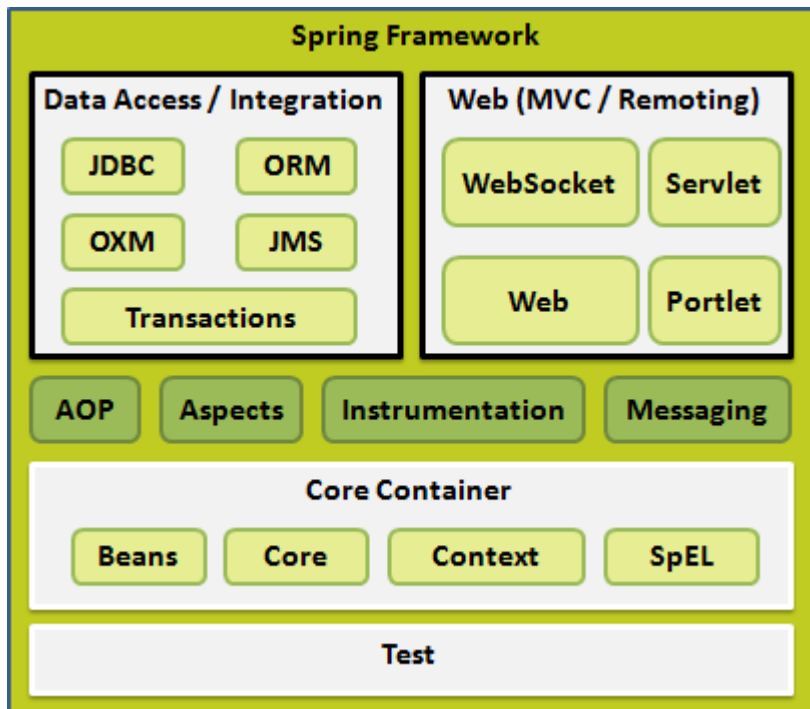 Spring Framework
Data Access / Integration
JDBC
ORM
OXM
JMS
Transactions
Web (MVC / Remoting)
WebSocket
Servlet
Web
Portlet
AOP
Aspects
Instrumentation
Messaging
Core Container
Beans
Core
Context
SpEL
Test